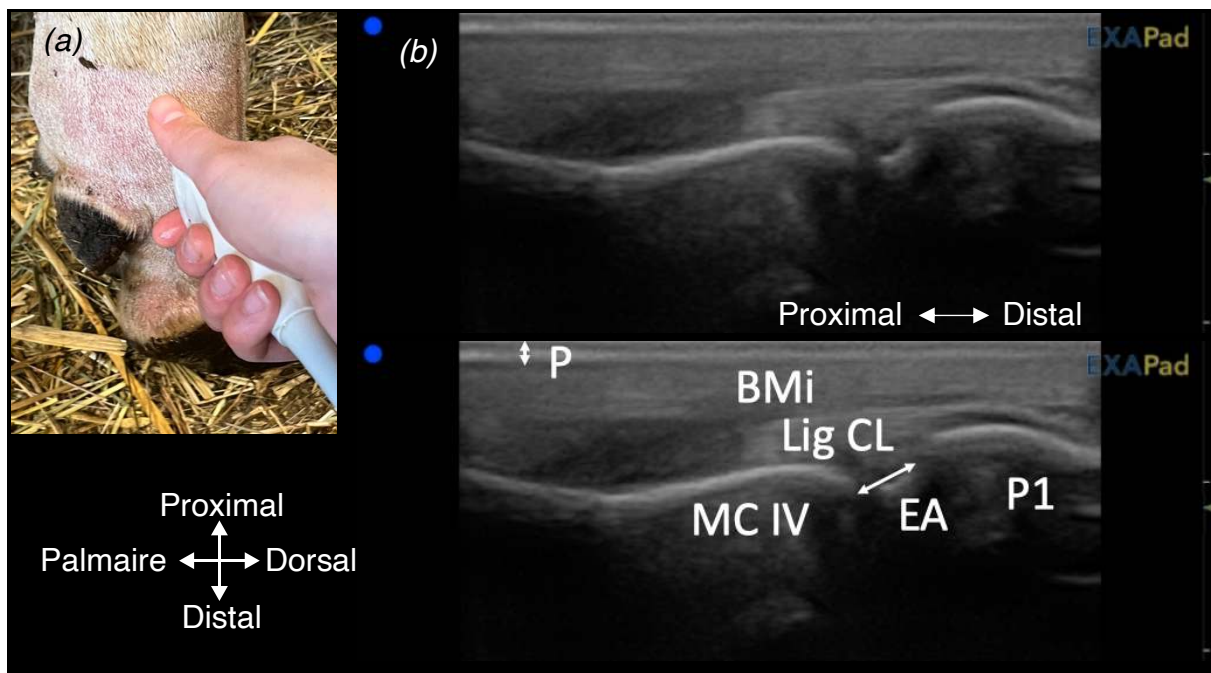 (a)
(b)
EXAPad
Proximal Distal
P
EXAPad
BMi
Lig CL
MC IV
EA
P1
Proximal
Palmaire Dorsal
Distal